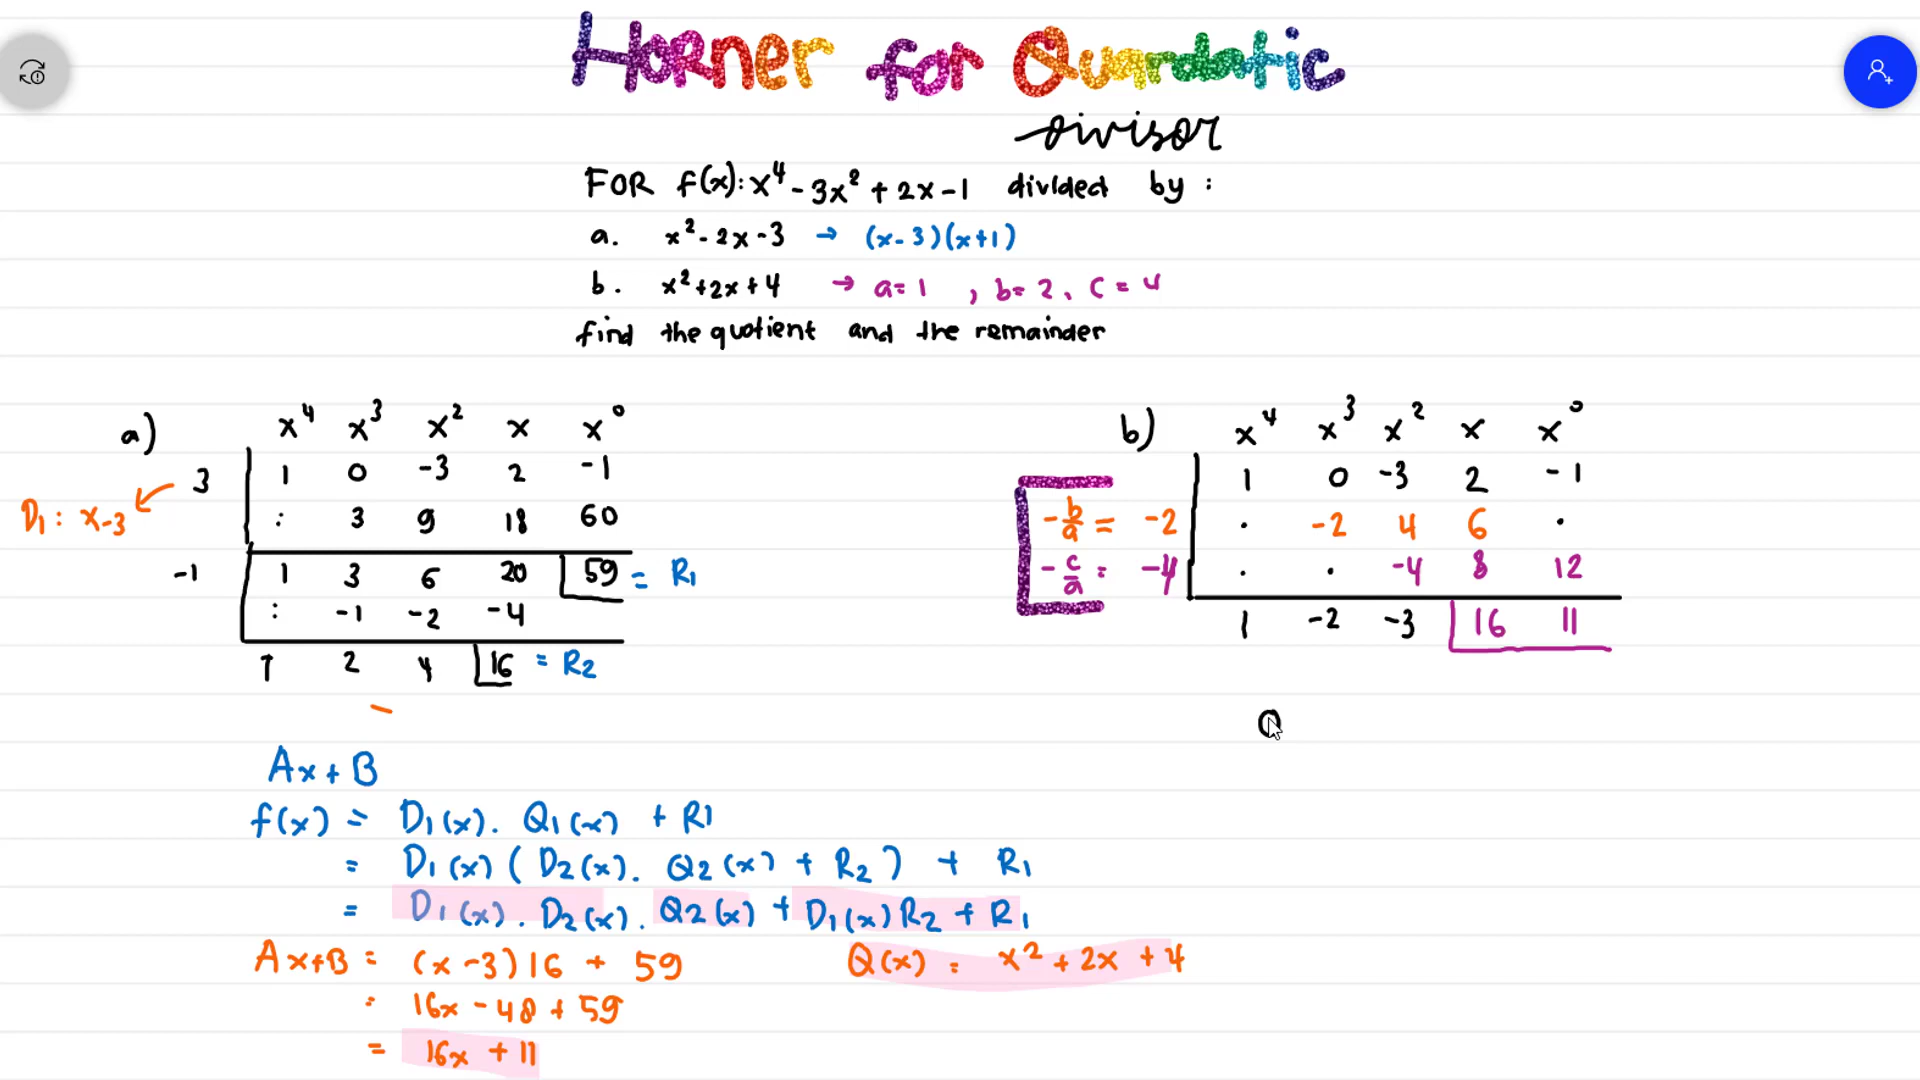 Horner for Quardatic
divisor
FOR f(x): x⁴ - 3x² + 2x - 1 divided by :
a. x² - 2x - 3 → (x-3)(x+1)
b. x² + 2x + 4 → a=1 , b=2, c=4
find the quotient and the remainder
a) x⁴ x³ x² x x⁰
3 1 0 -3 2 -1
D₁ : x-3
: 3 9 18 60
-1 1 3 6 20 59 = R₁
: -1 -2 -4
1 2 4 16 = R₂
Ax + B
f(x) = D₁(x). Q₁(x) + R1
= D₁(x) ( D₂(x). Q₂(x) + R₂ ) + R₁
= D₁(x) . D₂(x) . Q₂(x) + D₁(x) R₂ + R₁
Ax+B = (x-3)16 + 59
: 16x - 48 + 59
= 16x + 11
Q(x) = x² + 2x + 4
b) x⁴ x³ x² x x⁰
1 0 -3 2 -1
-b/a = -2 . -2 4 6 .
-c/a = -4 . . -4 8 12
1 -2 -3 16 11